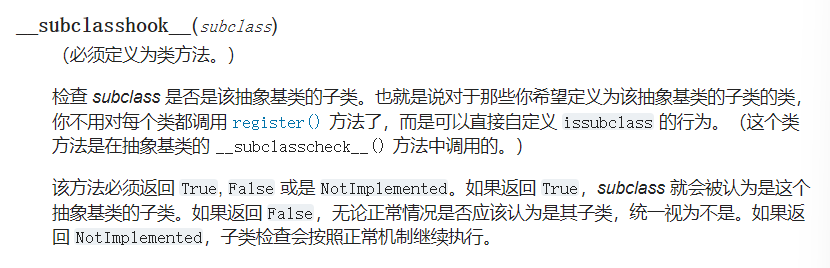 __subclasshook__(subclass)
（必须定义为类方法。）
检查 subclass 是否是该抽象基类的子类。也就是说对于那些你希望定义为该抽象基类的子类的类，
你不用对每个类都调用 register() 方法了，而是可以直接自定义 issubclass 的行为。（这个类
方法是在抽象基类的 __subclasscheck__() 方法中调用的。）
该方法必须返回 True, False 或是 NotImplemented。如果返回 True，subclass 就会被认为是这个
抽象基类的子类。如果返回 False，无论正常情况是否应该认为是其子类，统一视为不是。如果返
回 NotImplemented，子类检查会按照正常机制继续执行。